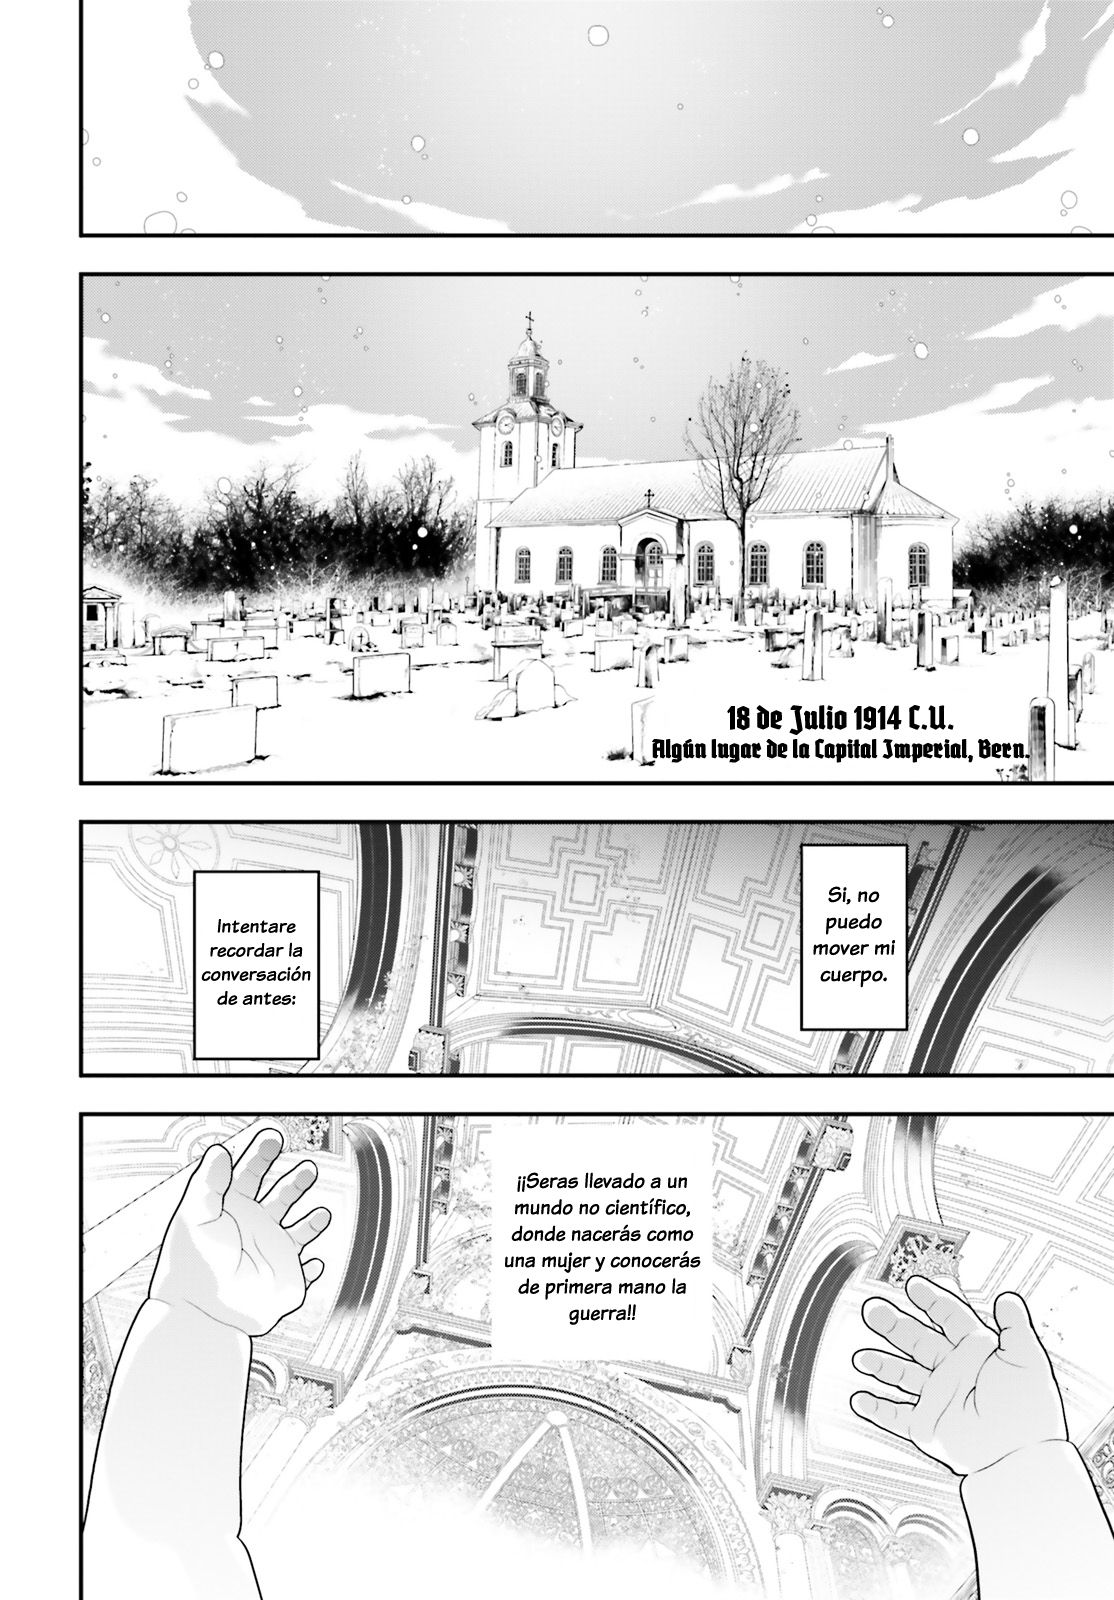 18 de Julio 1914 C.U.
Algún lugar de la Capital Imperial, Bern.
Si, no
puedo
mover mi
cuerpo.
Intentare
recordar la
conversación
de antes:
¡¡Seras llevado a un
mundo no científico,
donde nacerás como
una mujer y conocerás
de primera mano la
guerra!!